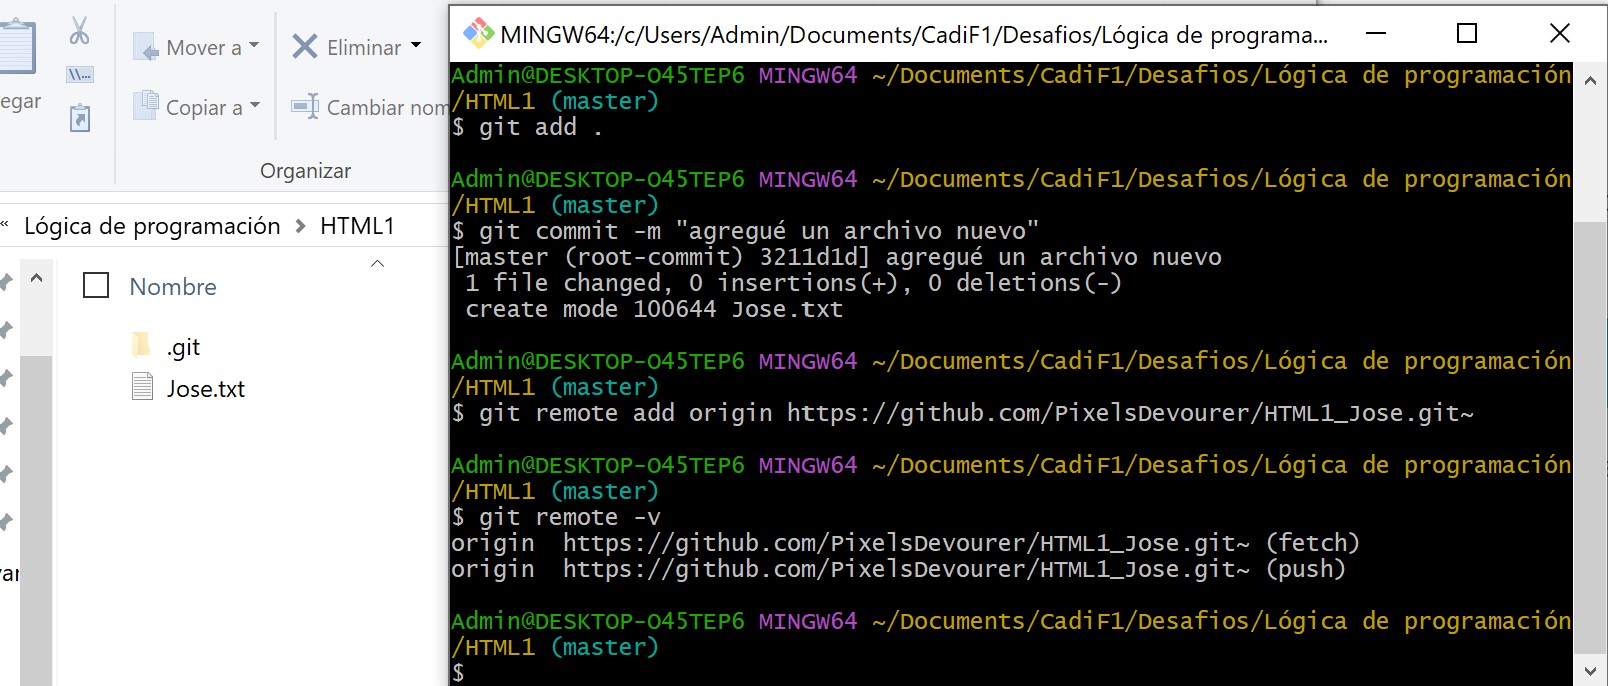 Mover a
Eliminar
egar
Copiar a
Cambiar nom
Organizar
« Lógica de programación > HTML1
Nombre
.git
Jose.txt
MINGW64:/c/Users/Admin/Documents/CadiF1/Desafios/Lógica de programa...
Admin@DESKTOP-O45TEP6 MINGW64 ~/Documents/CadiF1/Desafios/Lógica de programación
/HTML1 (master)
$ git add .
Admin@DESKTOP-O45TEP6 MINGW64 ~/Documents/CadiF1/Desafios/Lógica de programación
/HTML1 (master)
$ git commit -m "agregué un archivo nuevo"
[master (root-commit) 3211d1d] agregué un archivo nuevo
1 file changed, 0 insertions(+), 0 deletions(-)
create mode 100644 Jose.txt
Admin@DESKTOP-O45TEP6 MINGW64 ~/Documents/CadiF1/Desafios/Lógica de programación
/HTML1 (master)
$ git remote add origin https://github.com/PixelsDevourer/HTML1_Jose.git~
Admin@DESKTOP-O45TEP6 MINGW64 ~/Documents/CadiF1/Desafios/Lógica de programación
/HTML1 (master)
$ git remote -v
origin  https://github.com/PixelsDevourer/HTML1_Jose.git~ (fetch)
origin  https://github.com/PixelsDevourer/HTML1_Jose.git~ (push)
Admin@DESKTOP-O45TEP6 MINGW64 ~/Documents/CadiF1/Desafios/Lógica de programación
/HTML1 (master)
$